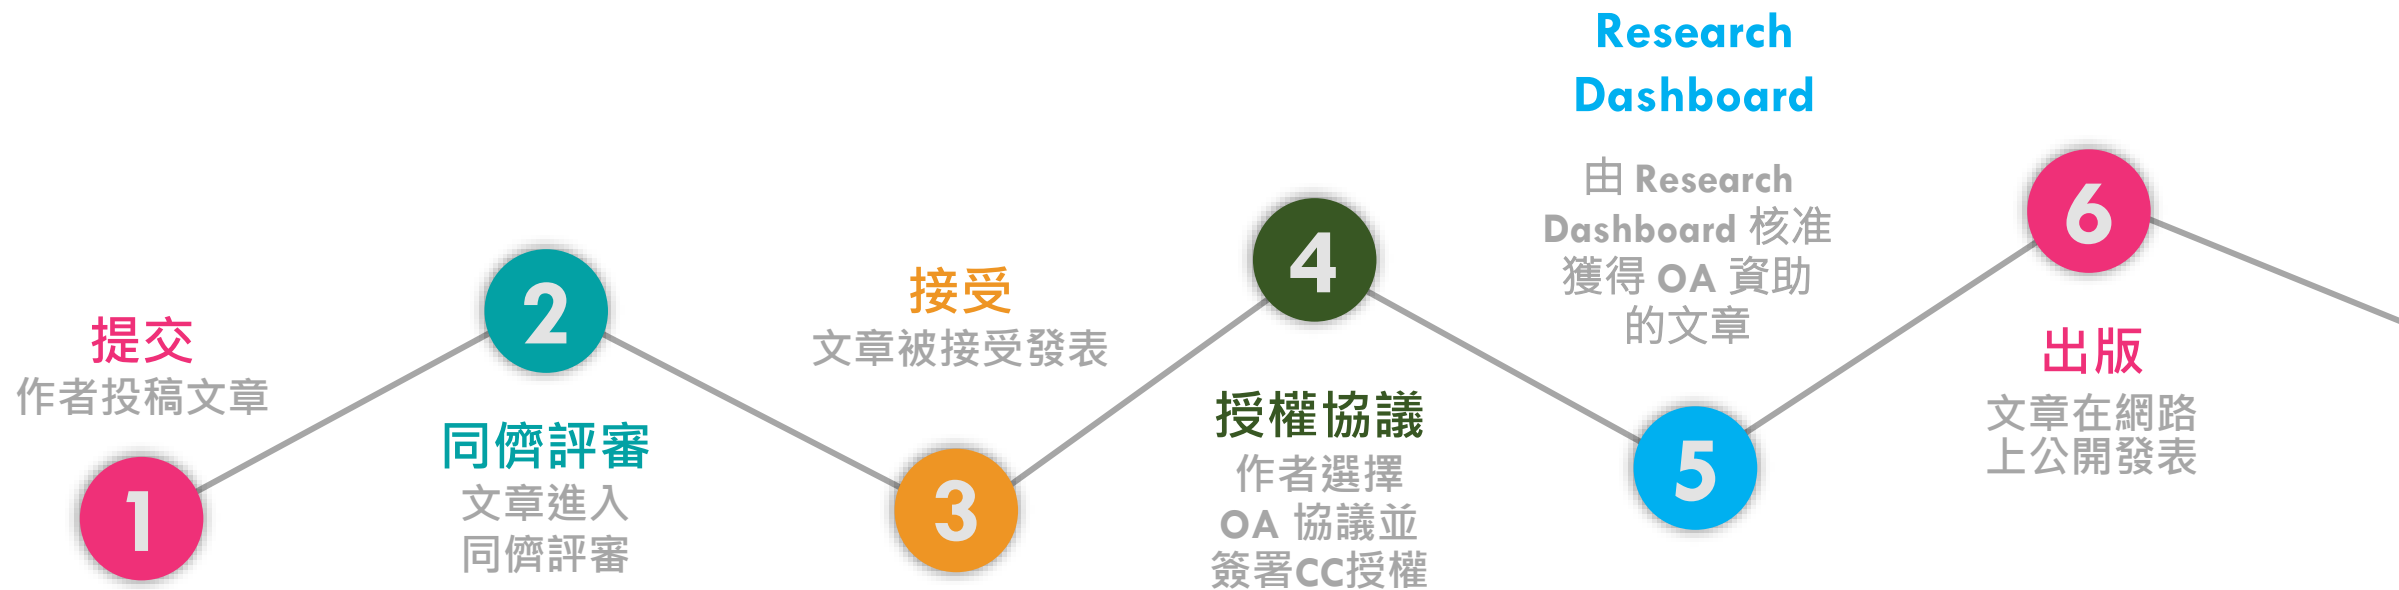 提交
作者投稿文章
1
2
同儕評審
文章進入
同儕評審
接受
文章被接受發表
3
4
授權協議
作者選擇
OA 協議並
簽署CC授權
Research
Dashboard
由 Research
Dashboard 核准
獲得 OA 資助
的文章
5
6
出版
文章在網路
上公開發表